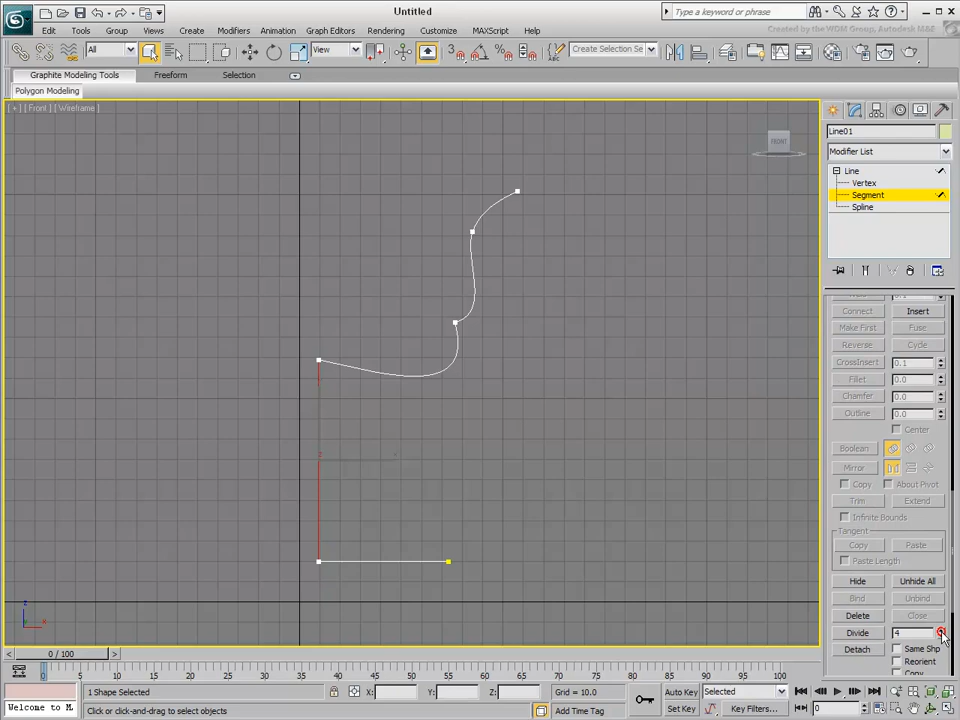 Untitled
Type a keyword or phrase
Created by the WDM Group, Autodesk M&E
Edit Tools Group Views Create Modifiers Animation Graph Editors Rendering Customize MAXScript Help
All View Create Selection Se
Graphite Modeling Tools Freeform Selection
Polygon Modeling
[ + ] [ Front ] [ Wireframe ]
FRONT
Line01
Modifier List
Line
Vertex
Segment
Spline
Connect Insert
Make First Fuse
Reverse Cycle
CrossInsert 0.1
Fillet 0.0
Chamfer 0.0
Outline 0.0
Center
Boolean
Mirror
Copy About Pivot
Trim Extend
Infinite Bounds
Tangent
Copy Paste
Paste Length
Hide Unhide All
Bind Unbind
Delete Close
Divide 4
Detach Same Shp
Reorient
Copy
z
x
0 / 100
0 5 10 15 20 25 30 35 40 45 50 55 60 65 70 75 80 85 90 95 100
1 Shape Selected X: Y: Z: Grid = 10.0 Auto Key Selected
Welcome to M. Click or click-and-drag to select objects Add Time Tag Set Key Key Filters... 0